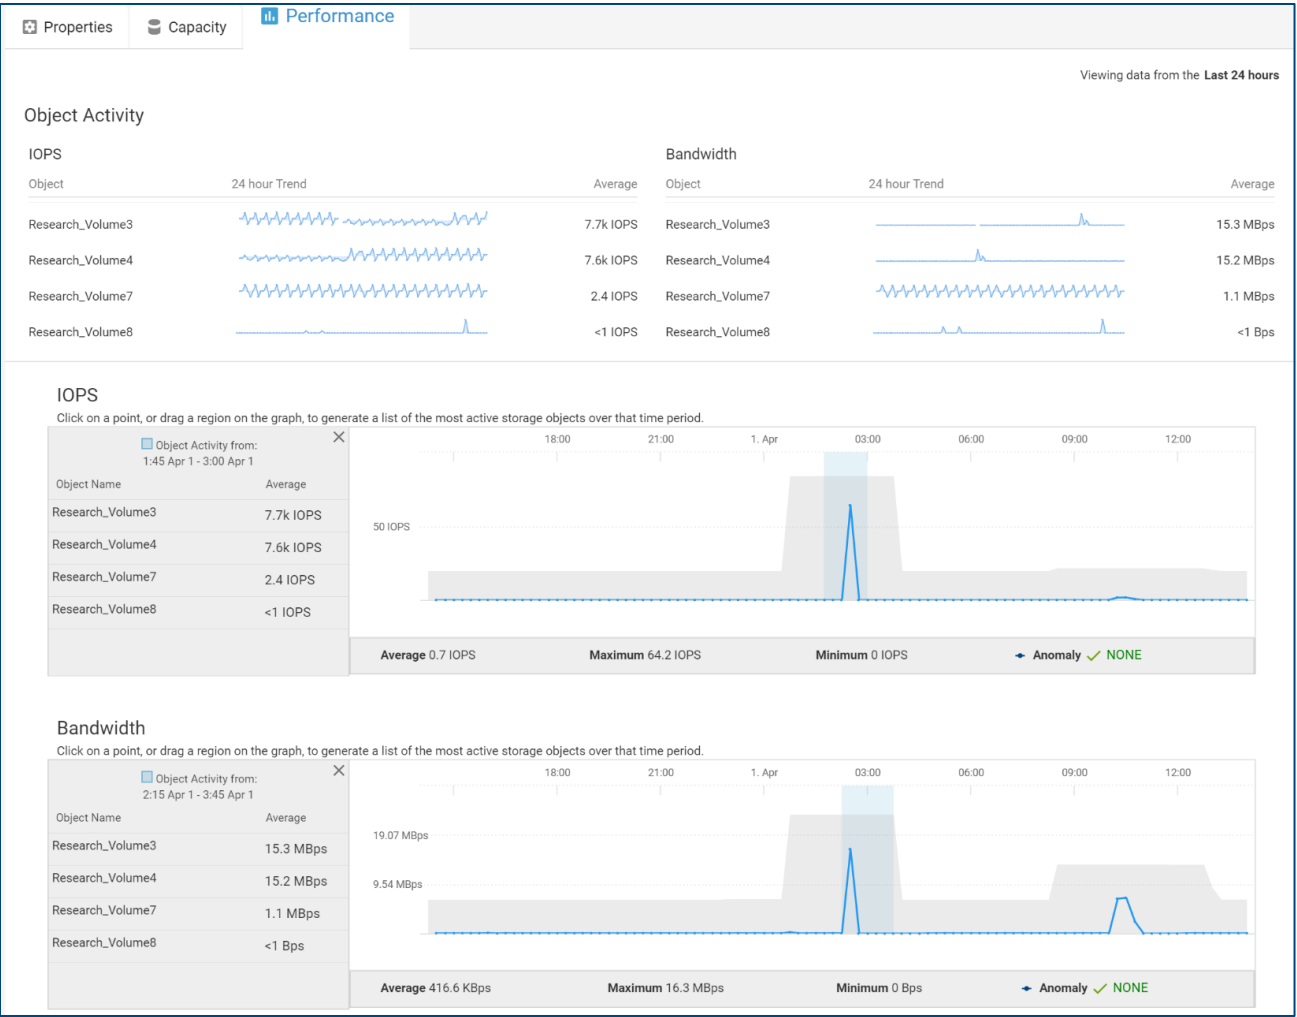 Properties Capacity Performance
Viewing data from the Last 24 hours
Object Activity
IOPS
Object 24 hour Trend Average
Research_Volume3 7.7k IOPS
Research_Volume4 7.6k IOPS
Research_Volume7 2.4 IOPS
Research_Volume8 <1 IOPS
Bandwidth
Object 24 hour Trend Average
Research_Volume3 15.3 MBps
Research_Volume4 15.2 MBps
Research_Volume7 1.1 MBps
Research_Volume8 <1 Bps
IOPS
Click on a point, or drag a region on the graph, to generate a list of the most active storage objects over that time period.
Object Activity from:
1:45 Apr 1 - 3:00 Apr 1
Object Name Average
Research_Volume3 7.7k IOPS
Research_Volume4 7.6k IOPS
Research_Volume7 2.4 IOPS
Research_Volume8 <1 IOPS
18:00 21:00 1. Apr 03:00 06:00 09:00 12:00
50 IOPS
Average 0.7 IOPS Maximum 64.2 IOPS Minimum 0 IOPS Anomaly NONE
Bandwidth
Click on a point, or drag a region on the graph, to generate a list of the most active storage objects over that time period.
Object Activity from:
2:15 Apr 1 - 3:45 Apr 1
Object Name Average
Research_Volume3 15.3 MBps
Research_Volume4 15.2 MBps
Research_Volume7 1.1 MBps
Research_Volume8 <1 Bps
18:00 21:00 1. Apr 03:00 06:00 09:00 12:00
19.07 MBps
9.54 MBps
Average 416.6 KBps Maximum 16.3 MBps Minimum 0 Bps Anomaly NONE